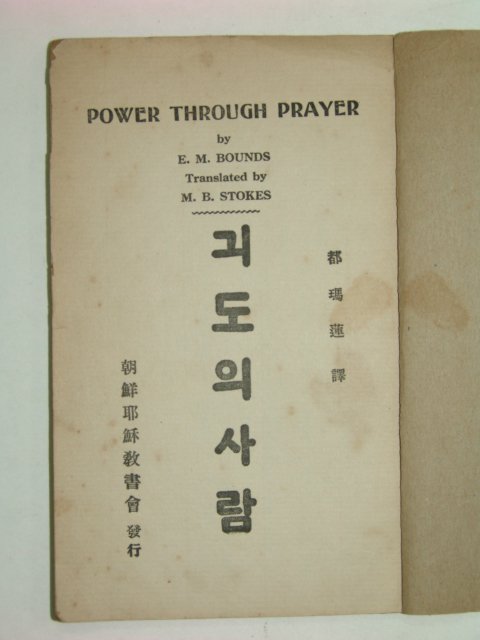 POWER THROUGH PRAYER
by
E. M. BOUNDS
Translated by
M. B. STOKES
都瑪蓮譯
긔도의사람
朝鮮耶穌敎書會發行